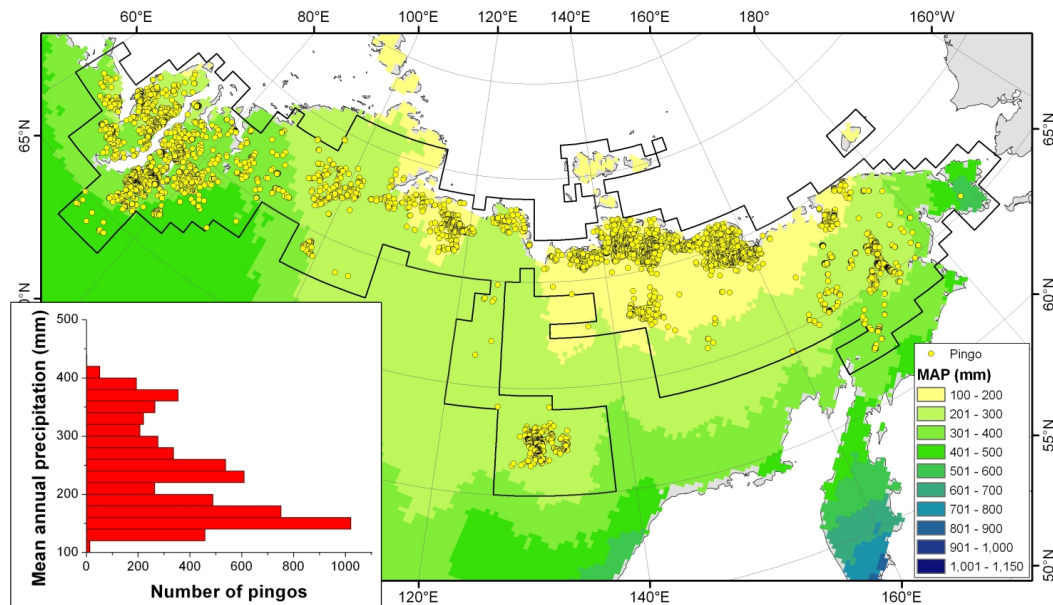 60°E 80°E 100°E 120°E 140°E 160°E 180° 160°W
65°N
65°N
60°N
0°N
55°N
50°N
120°E 140°E 160°E
Mean annual precipitation (mm)
500
400
300
200
100
0 200 400 600 800 1000
Number of pingos
Pingo
MAP (mm)
100 - 200
201 - 300
301 - 400
401 - 500
501 - 600
601 - 700
701 - 800
801 - 900
901 - 1,000
1,001 - 1,150